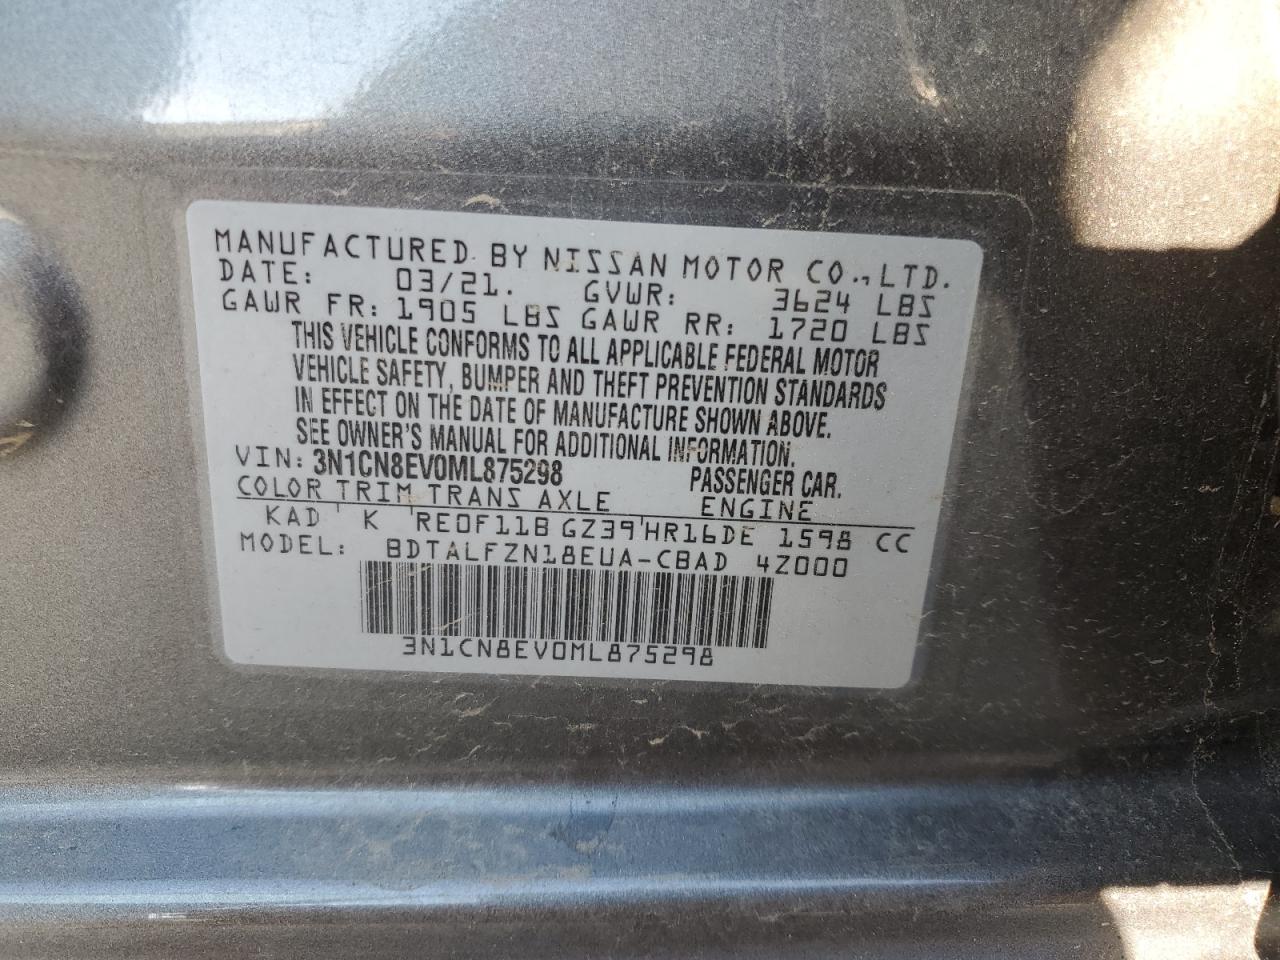 MANUFACTURED BY NISSAN MOTOR CO., LTD.
DATE: 03/21. GVWR: 3624 LBS
GAWR FR: 1905 LBS GAWR RR: 1720 LBS
THIS VEHICLE CONFORMS TO ALL APPLICABLE FEDERAL MOTOR
VEHICLE SAFETY, BUMPER AND THEFT PREVENTION STANDARDS
IN EFFECT ON THE DATE OF MANUFACTURE SHOWN ABOVE.
SEE OWNER'S MANUAL FOR ADDITIONAL INFORMATION.
VIN: 3N1CN8EV0ML875298 PASSENGER CAR.
COLOR TRIM TRANS AXLE ENGINE
KAD K RE0F11B GZ39 HR16DE 1598 CC
MODEL: BDTALFZN18EUA-CBAD 4Z000
3N1CN8EV0ML875298